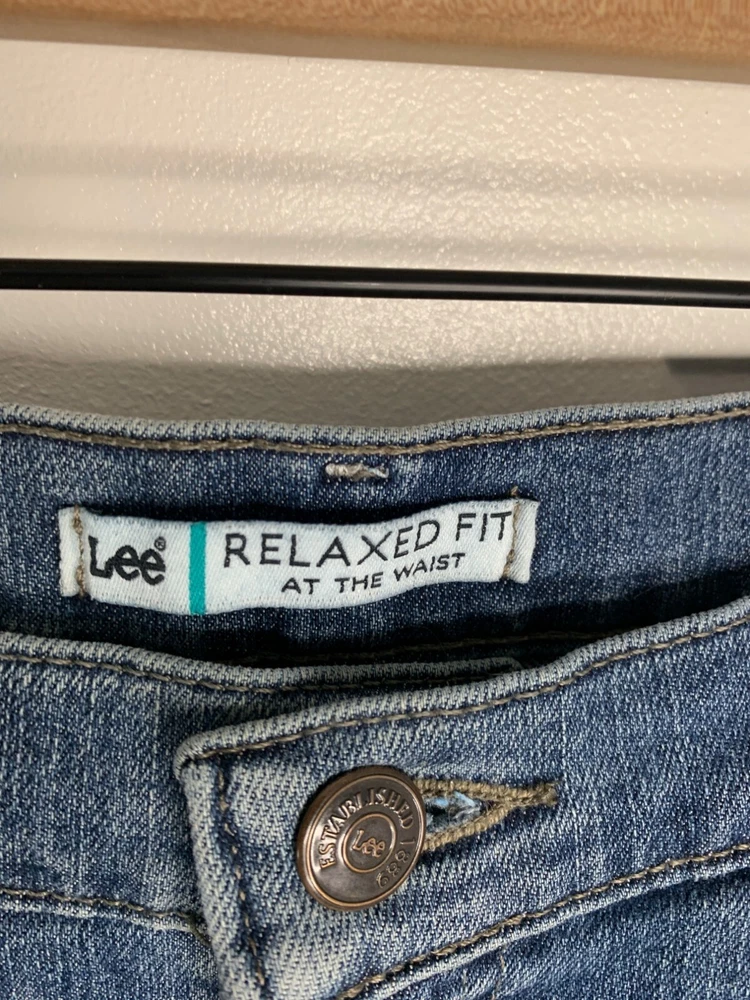 Lee®
RELAXED FIT
AT THE WAIST
ESTABLISHED 1889
Lee